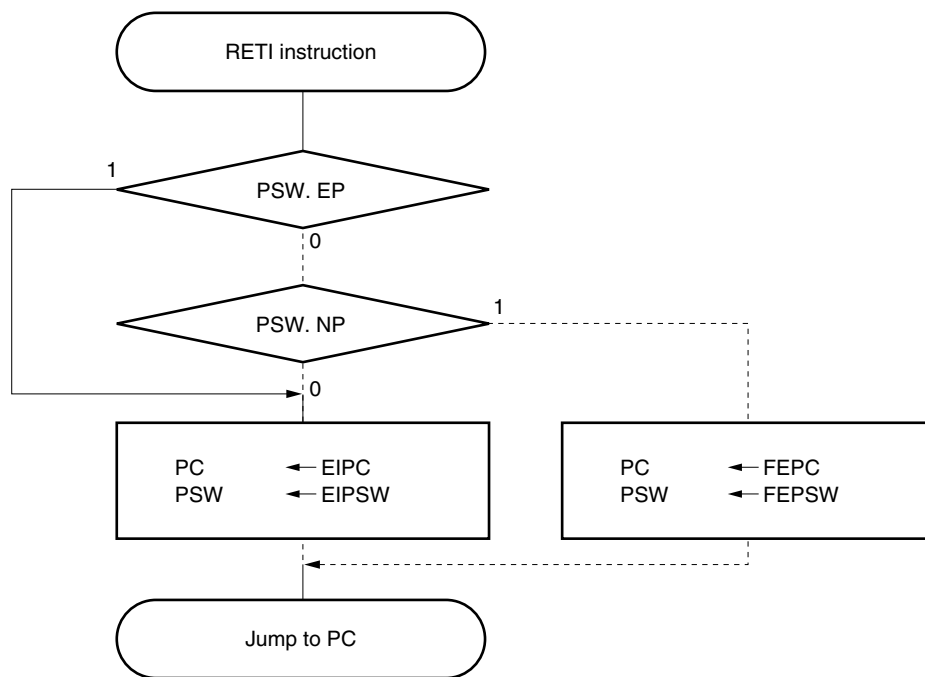 RETI instruction
1
PSW. EP
0
PSW. NP
1
0
PC ← EIPC
PSW ← EIPSW
PC ← FEPC
PSW ← FEPSW
Jump to PC